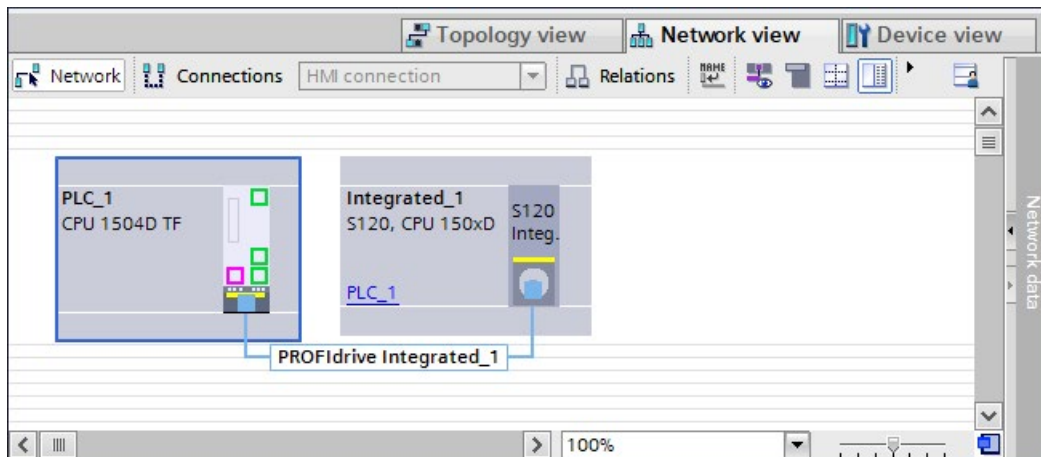 Topology view
Network view
Device view
Network
Connections
HMI connection
Relations
NAME
PLC_1
CPU 1504D TF
Integrated_1
S120, CPU 150xD
PLC_1
S120
Integ.
PROFIdrive Integrated_1
Network data
100%